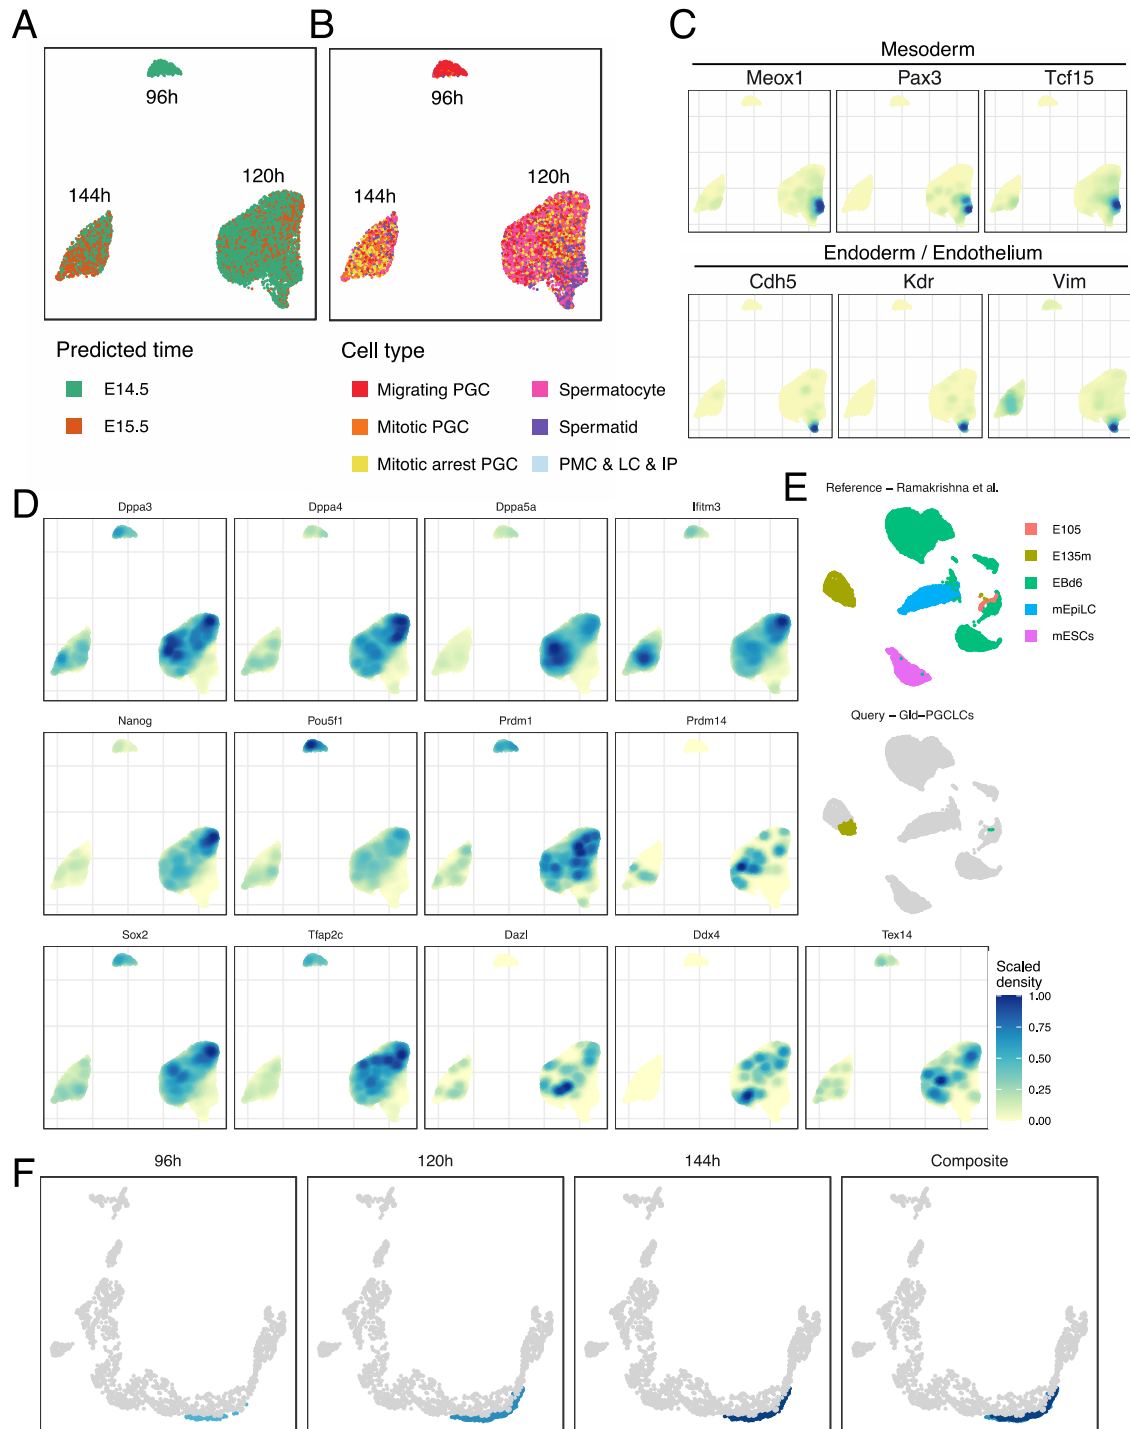 A
B
C
96h
144h
120h
96h
144h
120h
Mesoderm
Meox1
Pax3
Tcf15
Endoderm / Endothelium
Cdh5
Kdr
Vim
Predicted time
E14.5
E15.5
Cell type
Migrating PGC
Mitotic PGC
Mitotic arrest PGC
Spermatocyte
Spermatid
PMC & LC & IP
D
Dppa3
Dppa4
Dppa5a
Ifitm3
Nanog
Pou5f1
Prdm1
Prdm14
Sox2
Tfap2c
Dazl
Ddx4
Tex14
Scaled
density
1.00
0.75
0.50
0.25
0.00
E
Reference – Ramakrishna et al.
E105
E135m
EBd6
mEpiLC
mESCs
Query – Gld–PGCLCs
F
96h
120h
144h
Composite